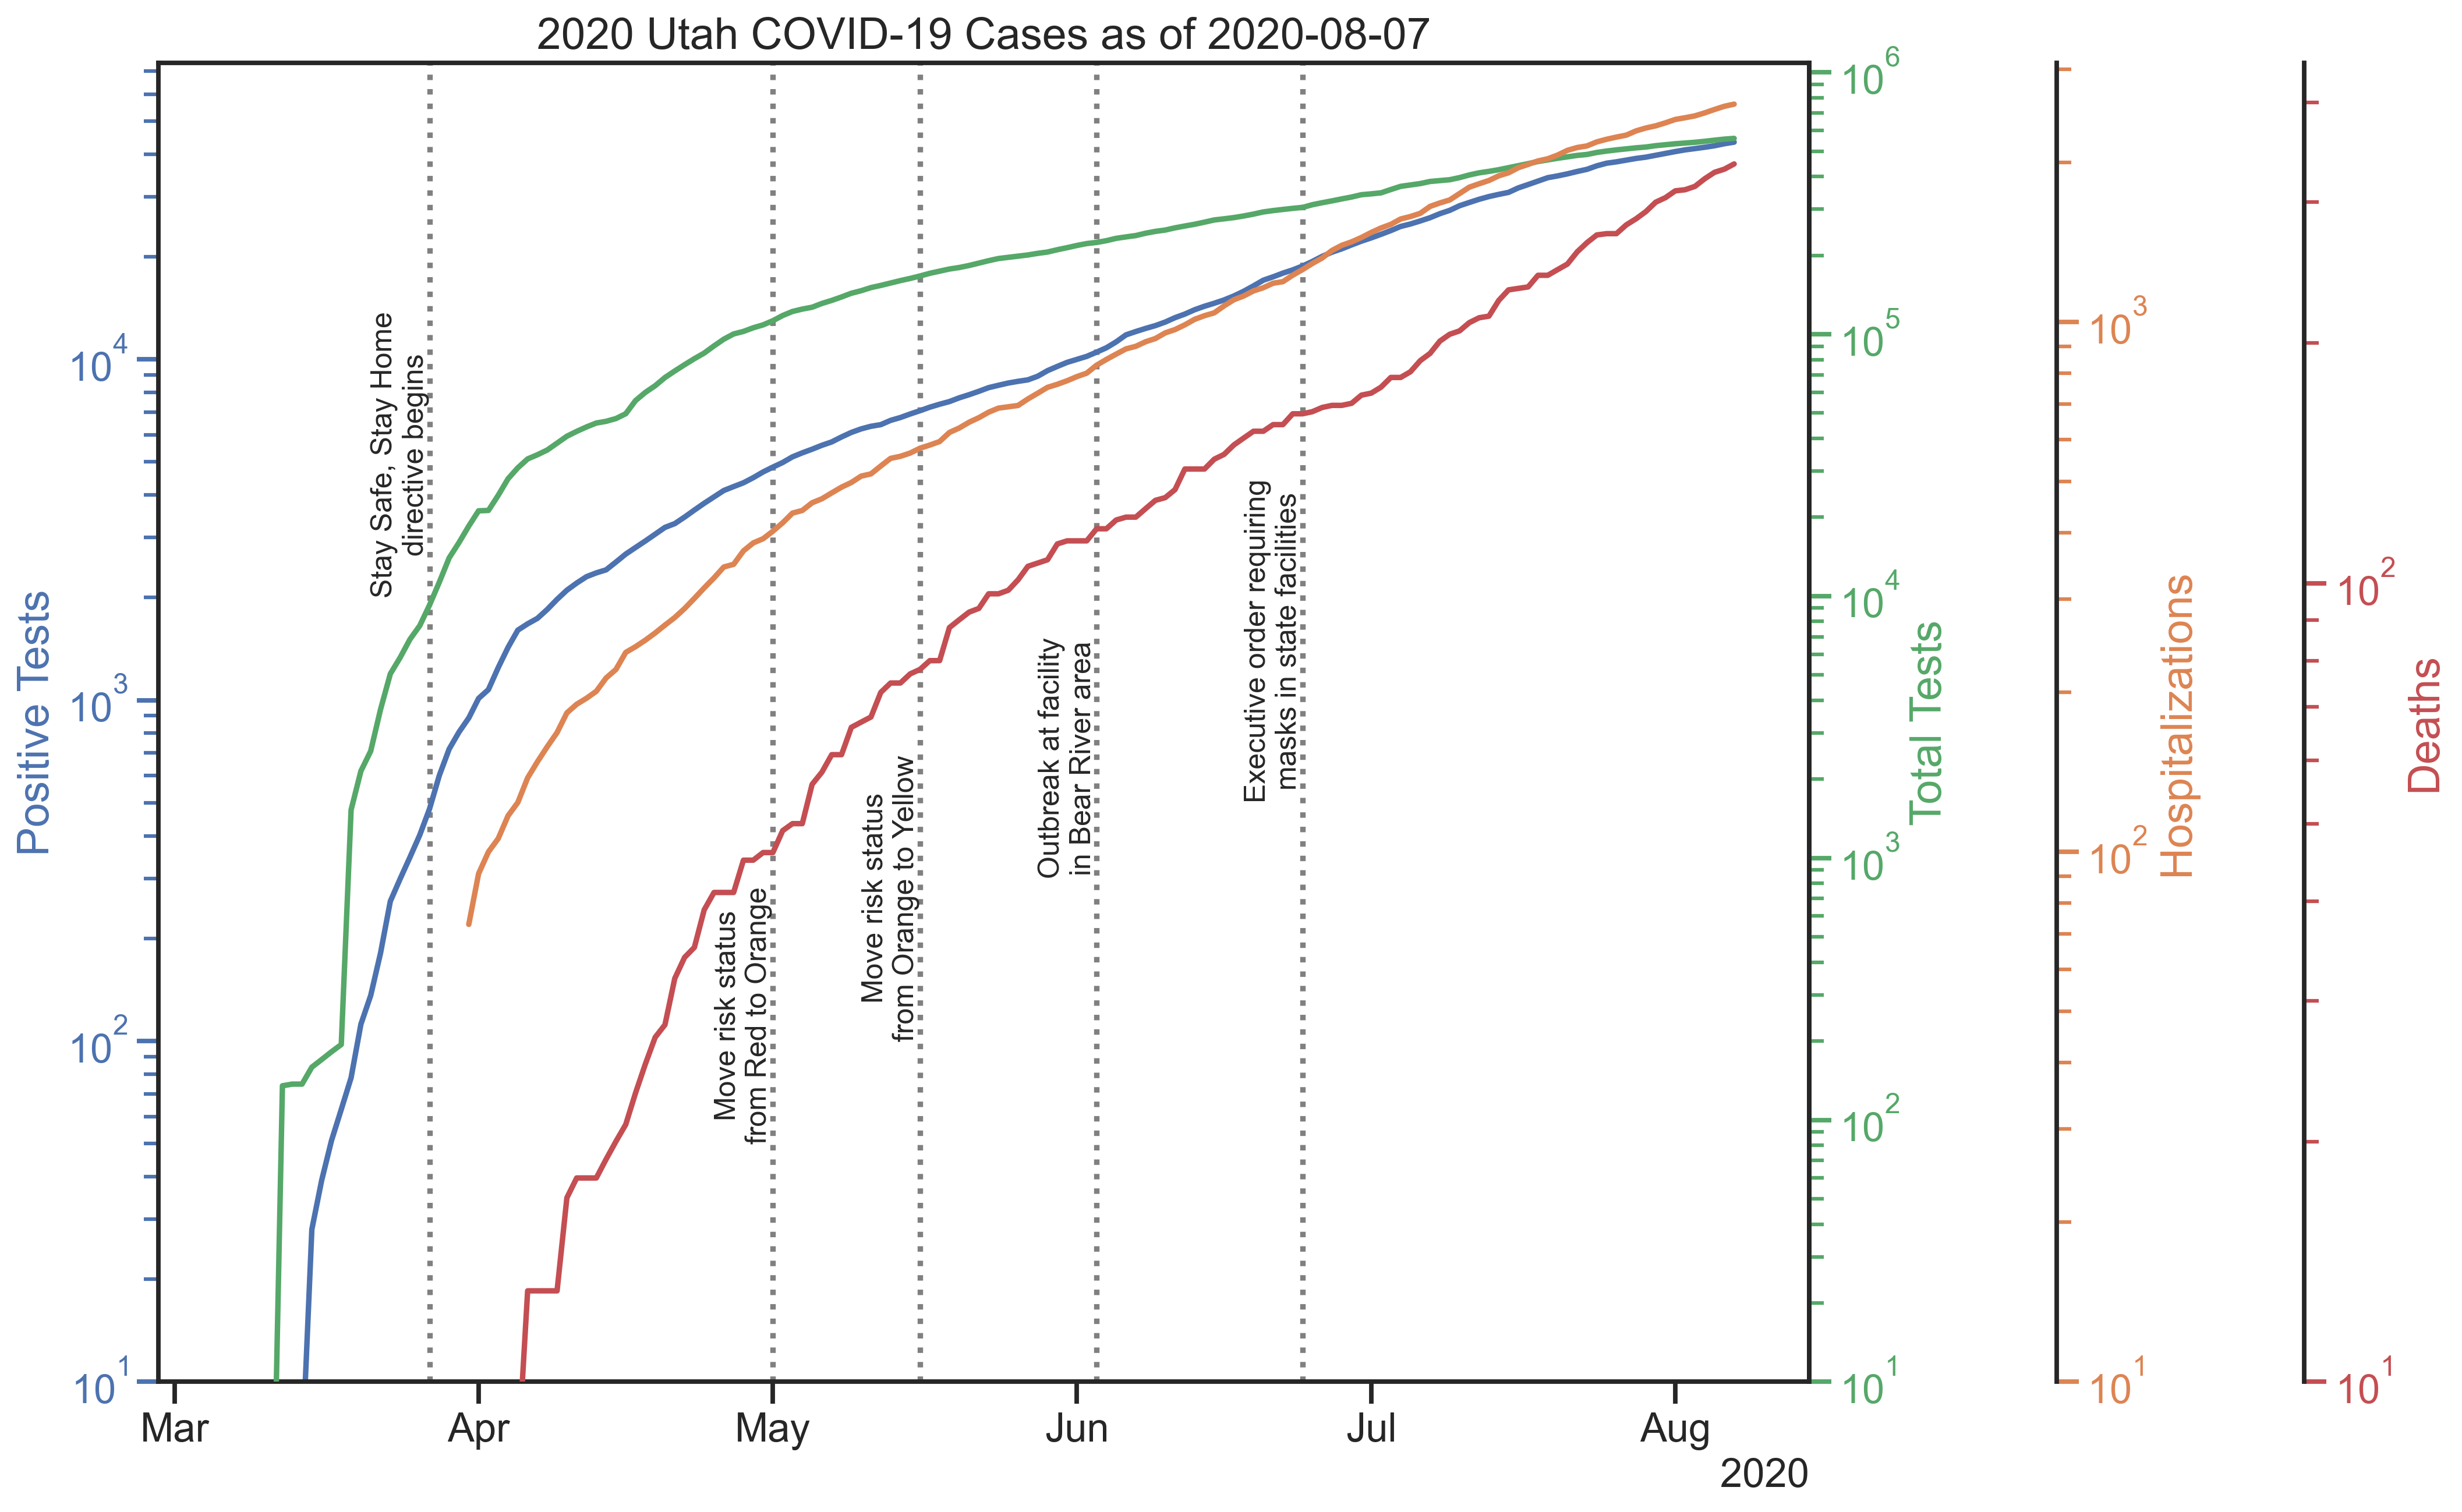 2020 Utah COVID-19 Cases as of 2020-08-07
Positive Tests
10^4
10^3
10^2
10^1
Stay Safe, Stay Home
directive begins
Move risk status
from Red to Orange
Move risk status
from Orange to Yellow
Outbreak at facility
in Bear River area
Executive order requiring
masks in state facilities
10^6
10^5
10^4
10^3
10^2
10^1
Total Tests
10^3
10^2
10^1
Hospitalizations
10^2
10^1
Deaths
Mar
Apr
May
Jun
Jul
Aug
2020